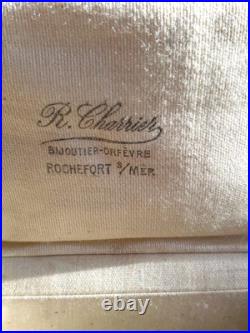 R. Charrier
BIJOUTIER-ORFÈVRE
ROCHEFORT S/MER